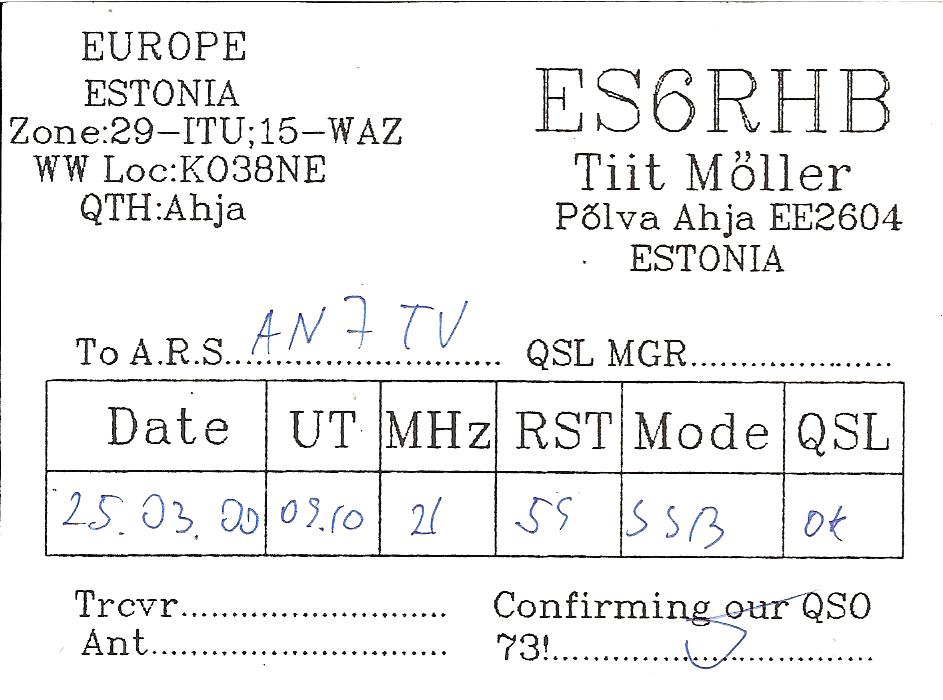 EUROPE
ESTONIA
Zone:29-ITU;15-WAZ
WW Loc:KO38NE
QTH:Ahja
ES6RHB
Tiit Möller
Põlva Ahja EE2604
ESTONIA
To A.R.S. AN7TV QSL MGR
Date UT MHz RST Mode QSL
25.03.00 09.10 21 59 SSB OK
Trcvr
Ant
Confirming our QSO
73!